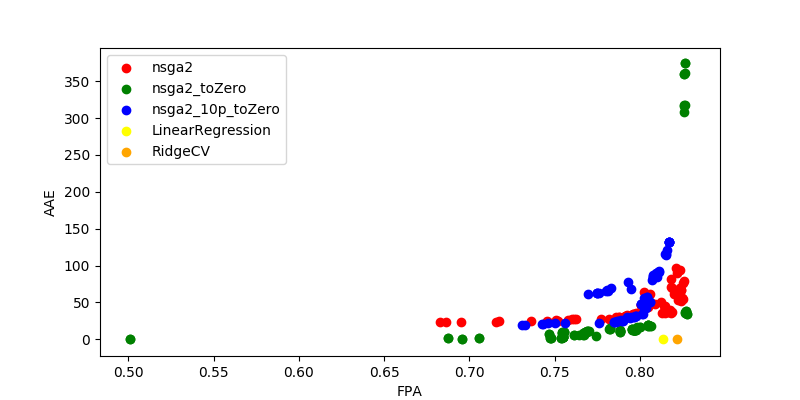 nsga2
nsga2_toZero
nsga2_10p_toZero
LinearRegression
RidgeCV
350
300
250
200
150
100
50
0
AAE
0.50
0.55
0.60
0.65
0.70
0.75
0.80
FPA